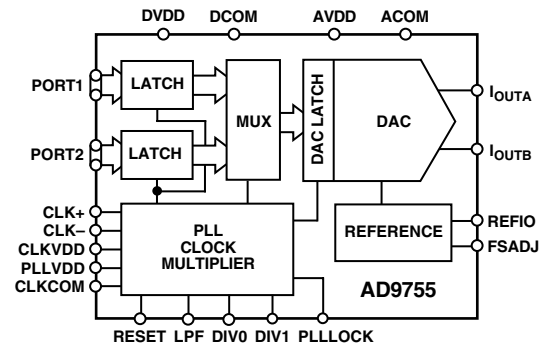 DVDD DCOM AVDD ACOM
PORT1
LATCH
PORT2
LATCH
MUX
DAC LATCH
DAC
IOUTA
IOUTB
CLK+
CLK–
CLKVDD
PLLVDD
CLKCOM
PLL
CLOCK
MULTIPLIER
REFERENCE
REFIO
FSADJ
AD9755
RESET LPF DIV0 DIV1 PLLLOCK